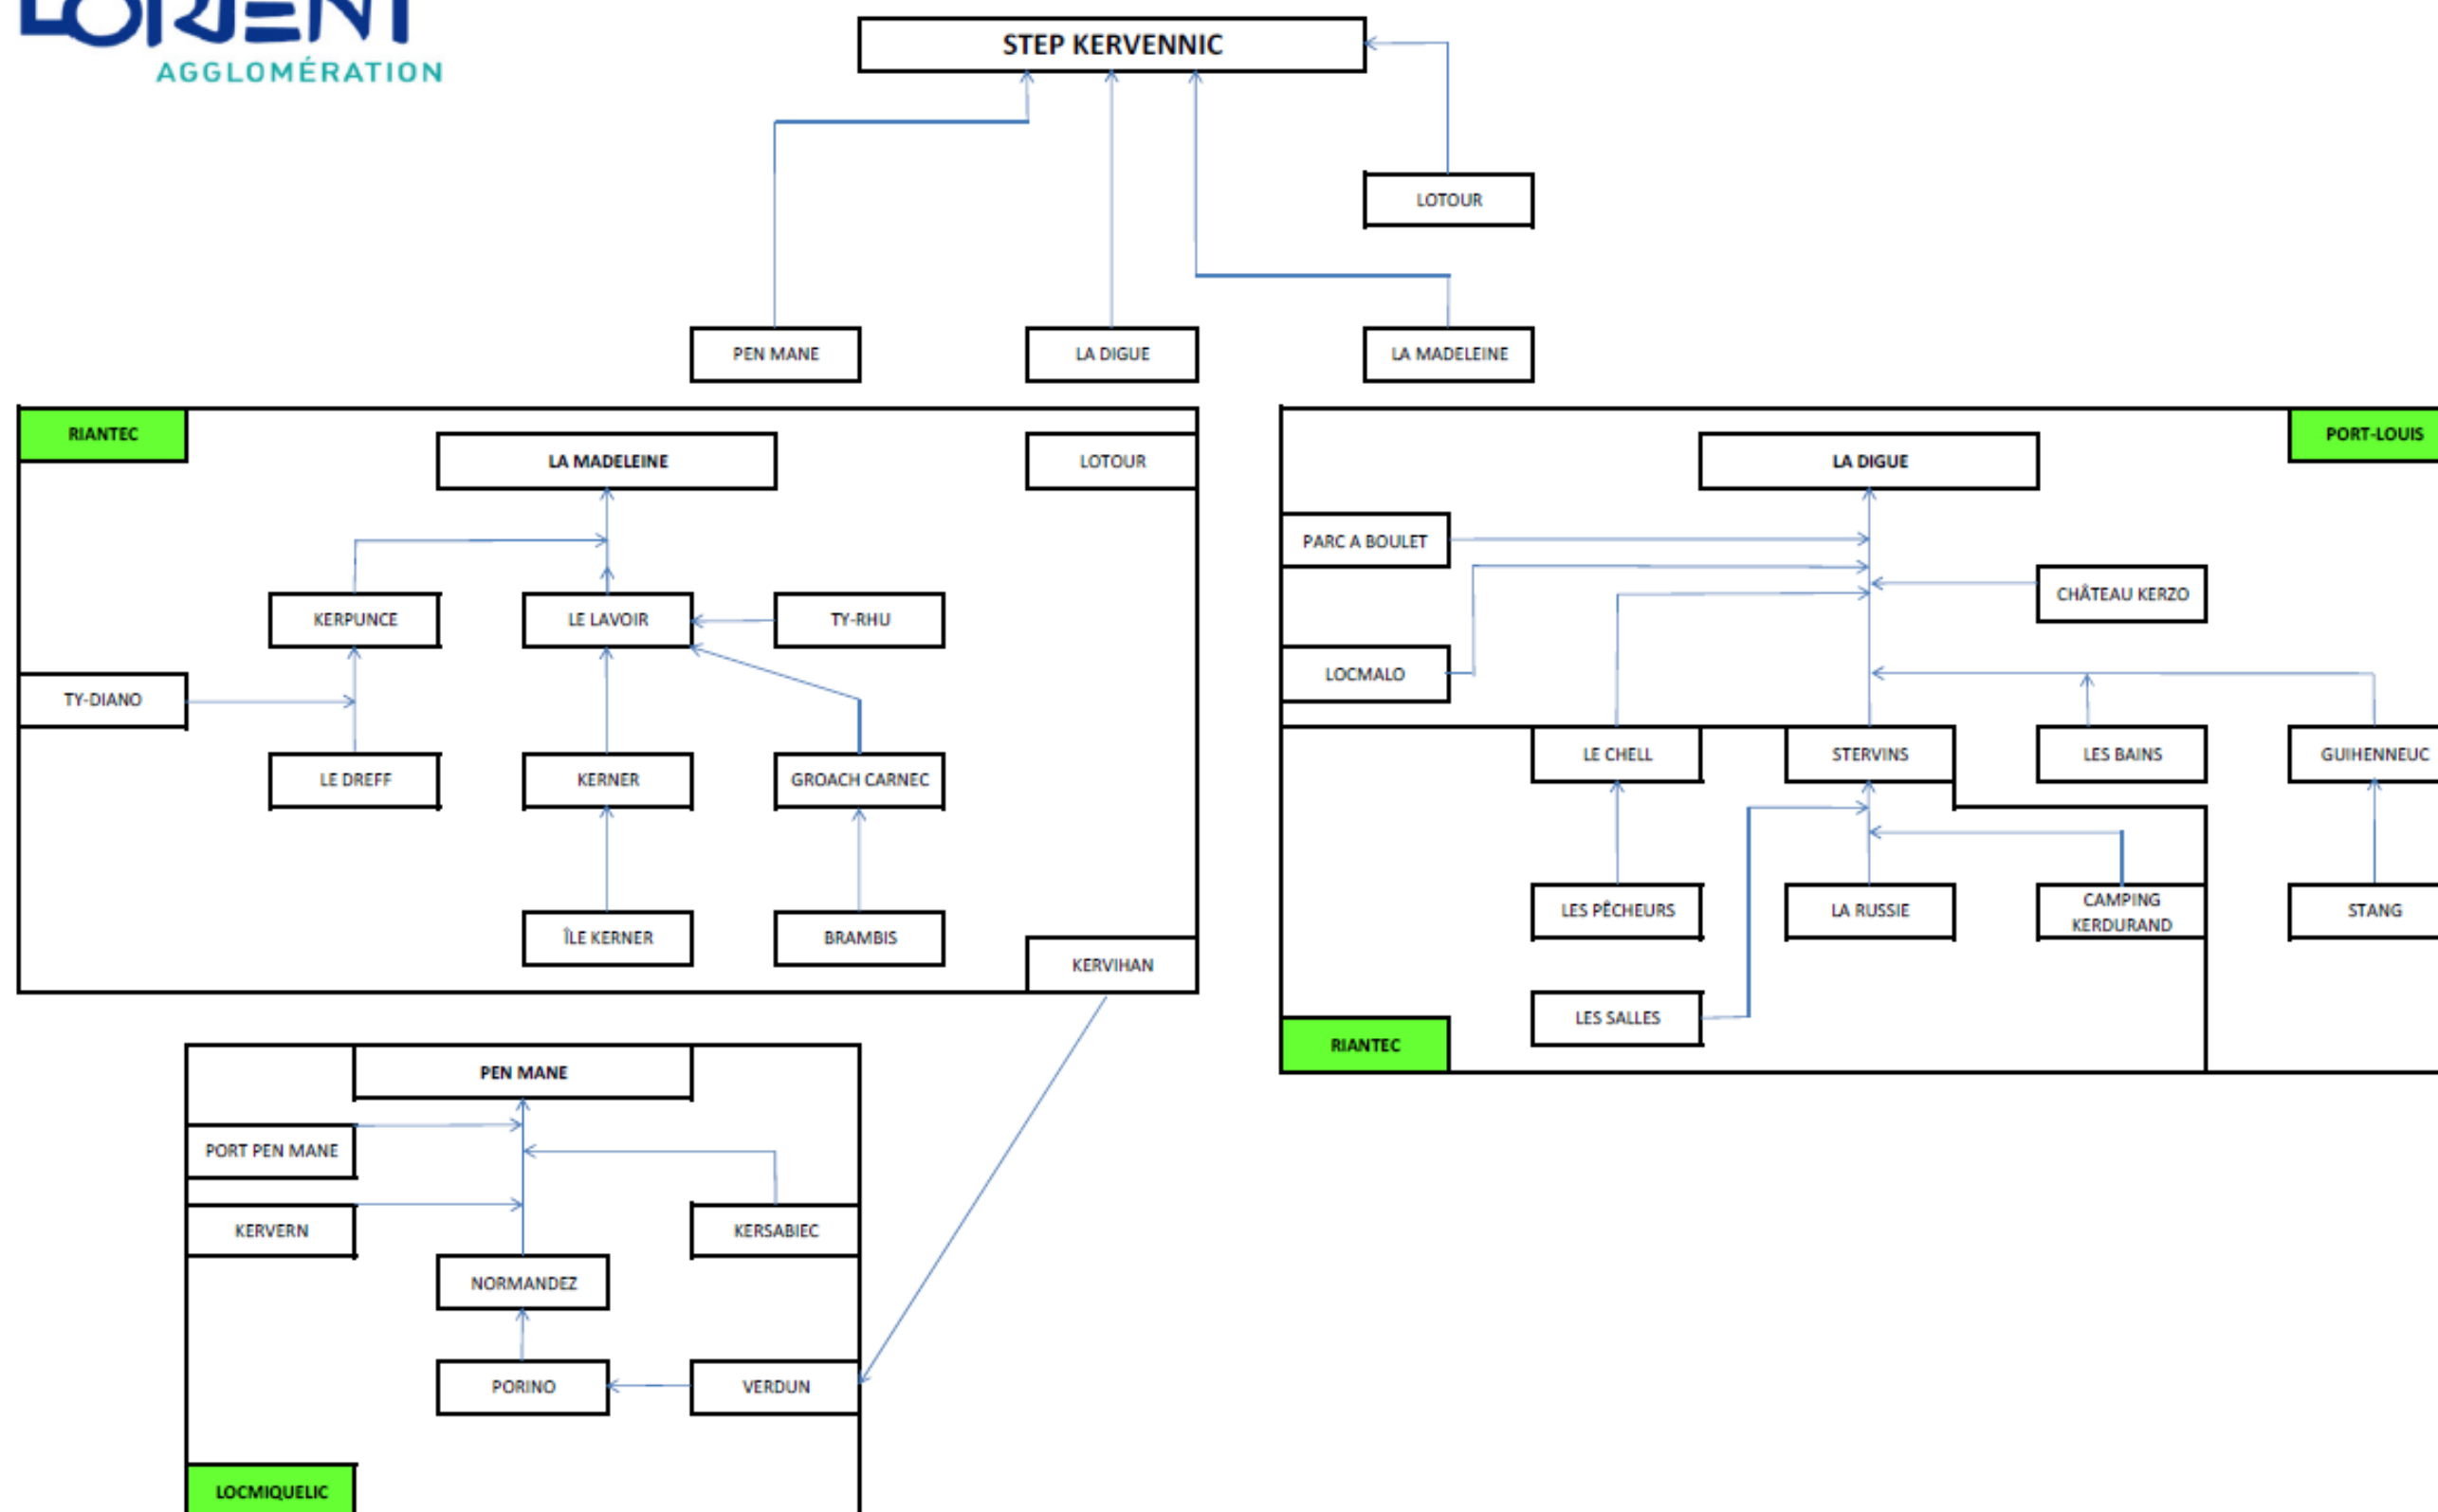 LORIENT
AGGLOMÉRATION
STEP KERVENNIC
LOTOUR
PEN MANE
LA DIGUE
LA MADELEINE
RIANTEC
LA MADELEINE
LOTOUR
KERPUNCE
LE LAVOIR
TY-RHU
TY-DIANO
LE DREFF
KERNER
GROACH CARNEC
ÎLE KERNER
BRAMBIS
KERVIHAN
PORT-LOUIS
LA DIGUE
PARC A BOULET
CHÂTEAU KERZO
LOCMALO
LE CHELL
STERVINS
LES BAINS
GUIHENNEUC
LES PÊCHEURS
LA RUSSIE
CAMPING
KERDURAND
STANG
LES SALLES
RIANTEC
PEN MANE
PORT PEN MANE
KERVERN
KERSABIEC
NORMANDEZ
PORINO
VERDUN
LOCMIQUELIC